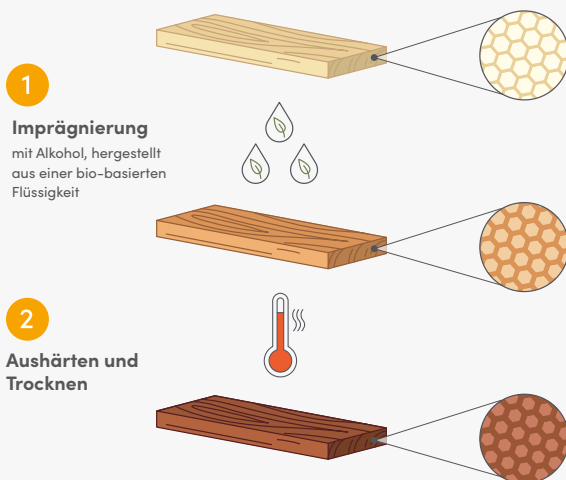 1
Imprägnierung
mit Alkohol, hergestellt
aus einer bio-basierten
Flüssigkeit
2
Aushärten und
Trocknen